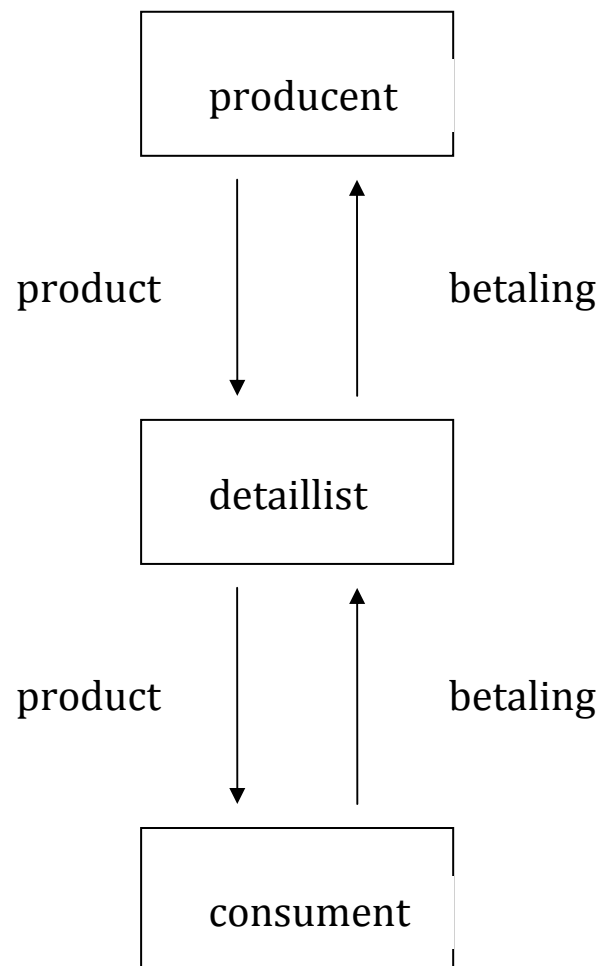 producent
product betaling
detaillist
product betaling
consument